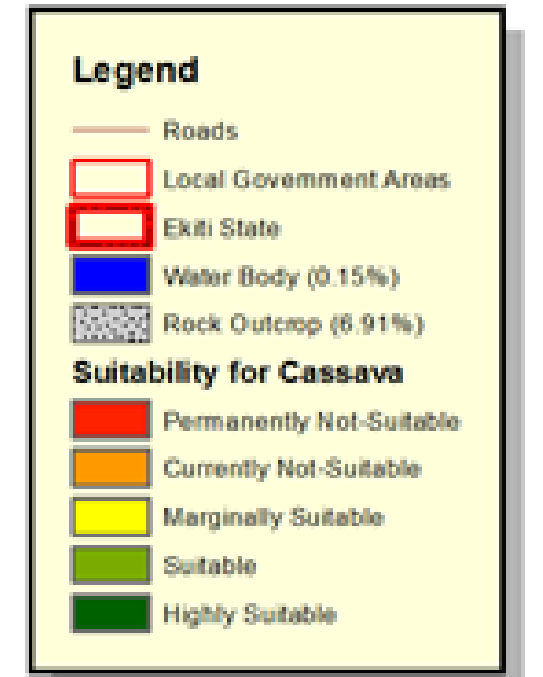 Legend
Roads
Local Government Areas
Ekiti State
Water Body (0.15%)
Rock Outcrop (6.91%)
Suitability for Cassava
Permanently Not-Suitable
Currently Not-Suitable
Marginally Suitable
Suitable
Highly Suitable